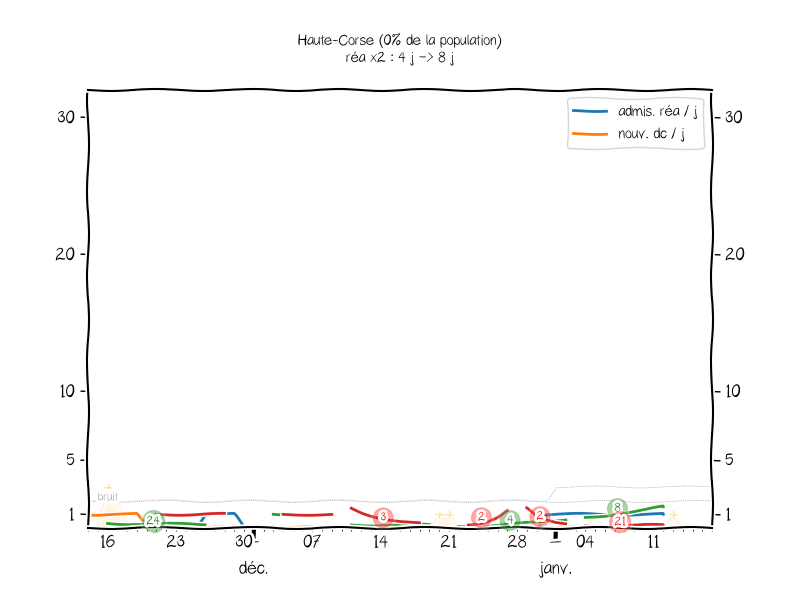 Haute-Corse (0% de la population)
réa x2 : 4 j -> 8 j
admis. réa / j
nouv. dc / j
30 30
20 20
10 10
5 5
1 1
bruit
24 3 2 4 2 8 21
16 23 30 07 14 21 28 04 11
déc. janv.